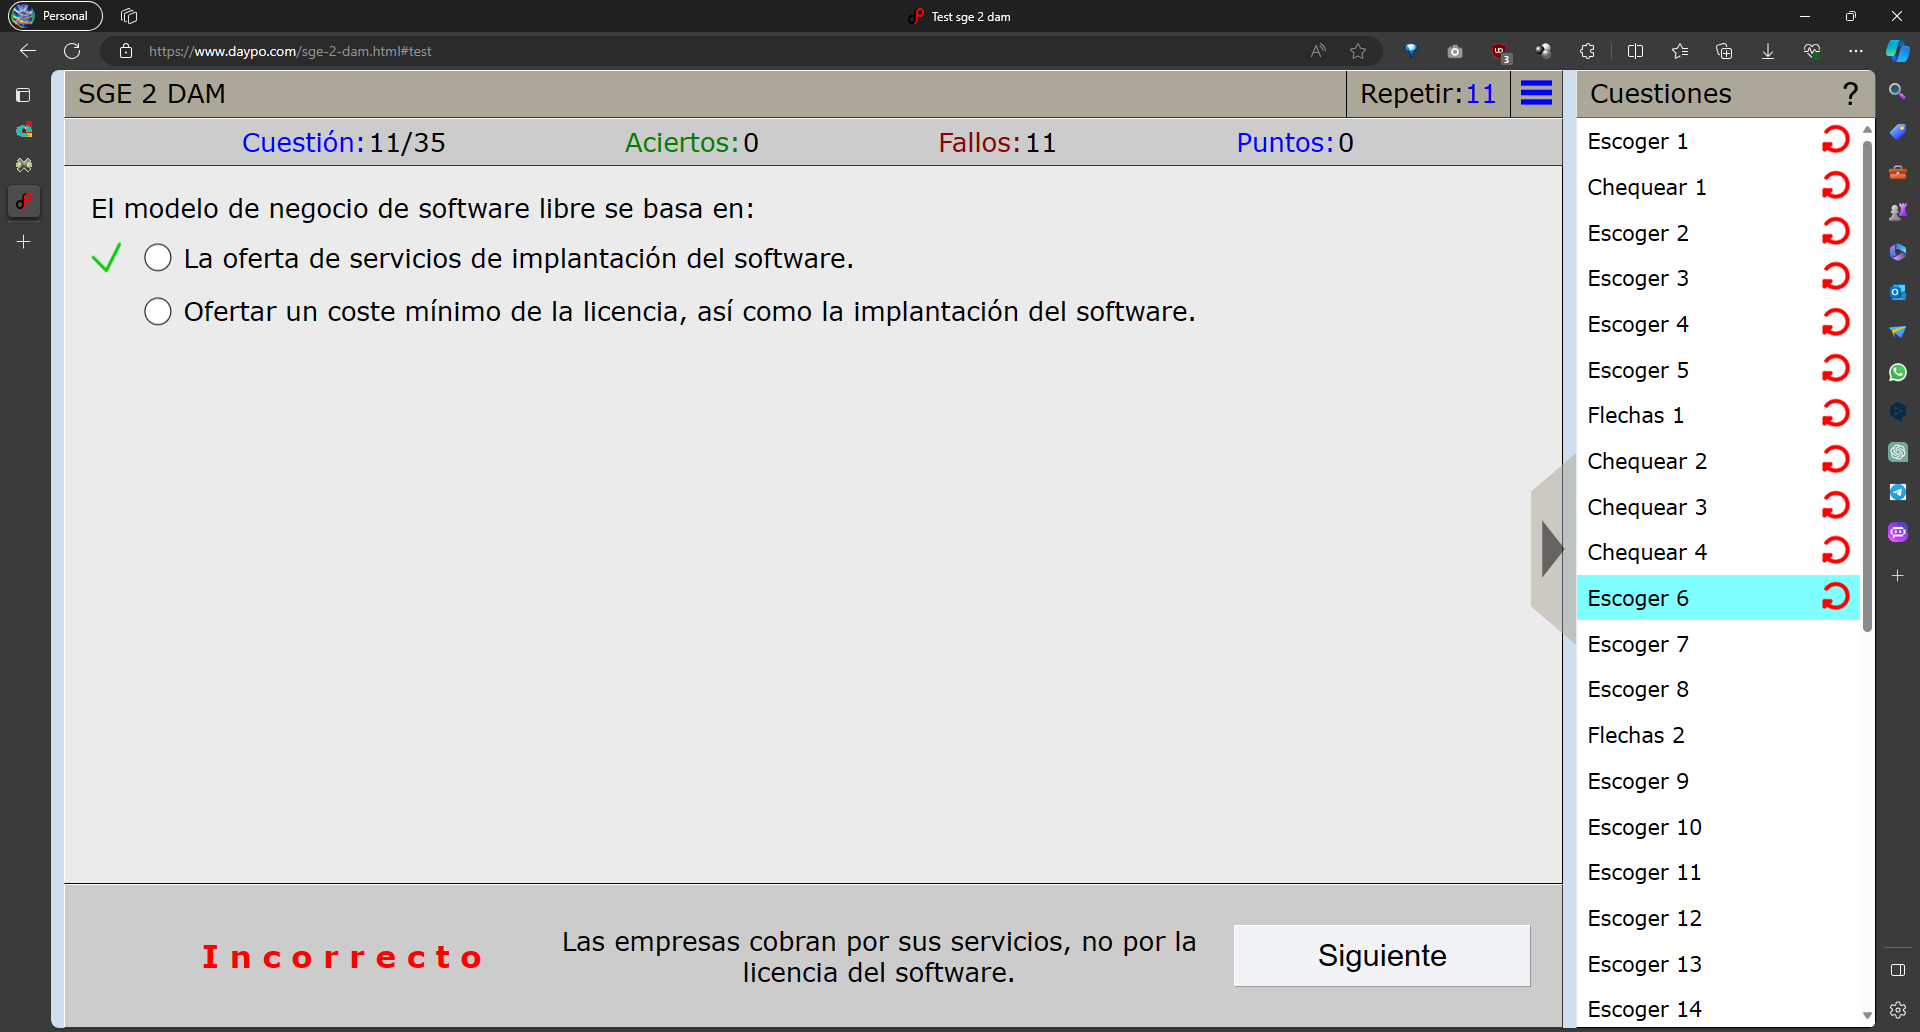 Personal
Test sge 2 dam
https://www.daypo.com/sge-2-dam.html#test
SGE 2 DAM
Repetir:11
Cuestión:11/35
Aciertos:0
Fallos:11
Puntos:0
El modelo de negocio de software libre se basa en:
La oferta de servicios de implantación del software.
Ofertar un coste mínimo de la licencia, así como la implantación del software.
Incorrecto
Las empresas cobran por sus servicios, no por la
licencia del software.
Siguiente
Cuestiones
?
Escoger 1
Chequear 1
Escoger 2
Escoger 3
Escoger 4
Escoger 5
Flechas 1
Chequear 2
Chequear 3
Chequear 4
Escoger 6
Escoger 7
Escoger 8
Flechas 2
Escoger 9
Escoger 10
Escoger 11
Escoger 12
Escoger 13
Escoger 14
3